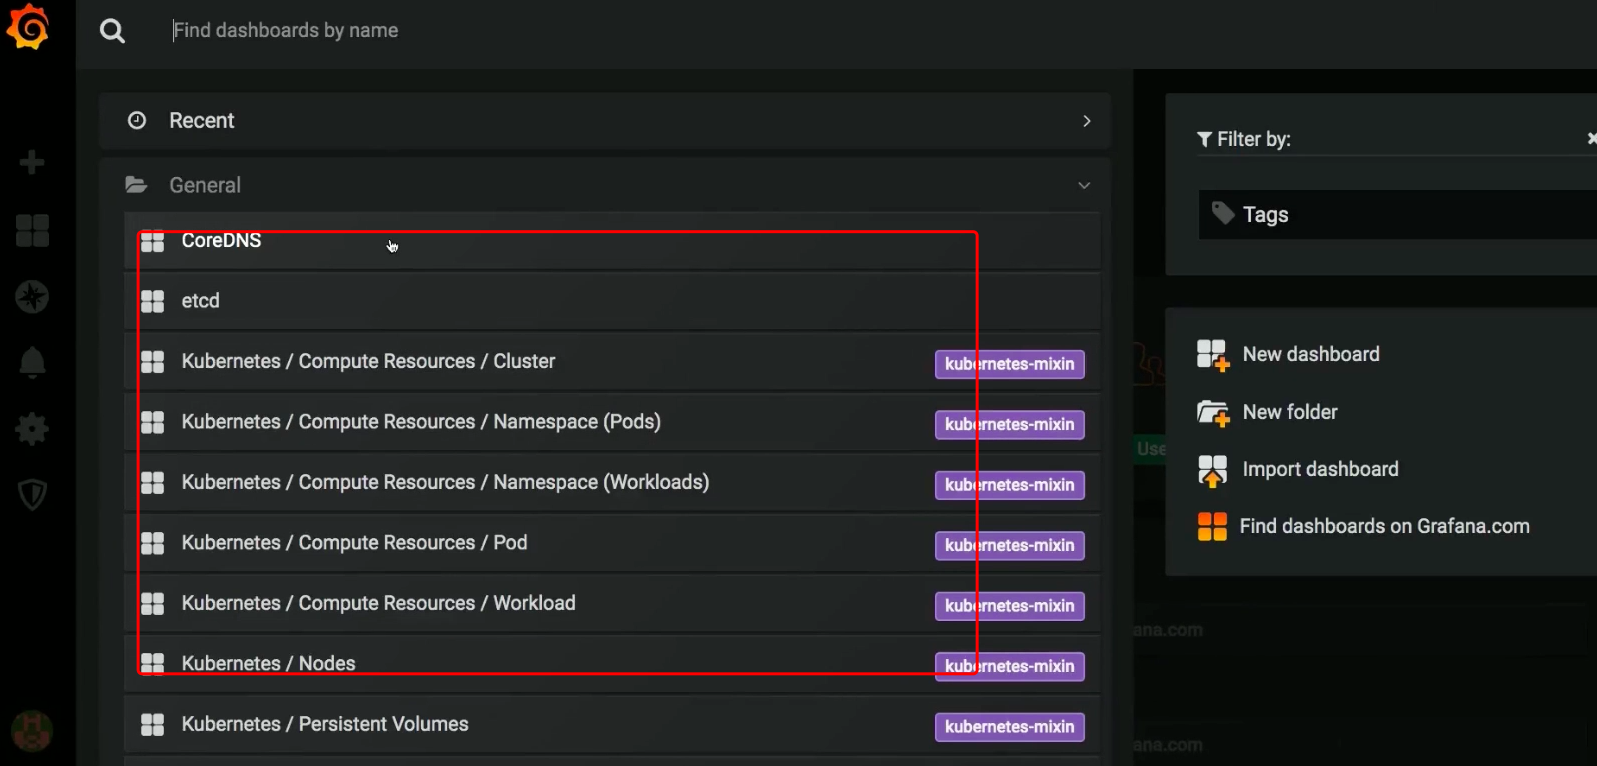 Find dashboards by name
Recent
General
CoreDNS
etcd
Kubernetes / Compute Resources / Cluster
kubernetes-mixin
Kubernetes / Compute Resources / Namespace (Pods)
kubernetes-mixin
Kubernetes / Compute Resources / Namespace (Workloads)
kubernetes-mixin
Kubernetes / Compute Resources / Pod
kubernetes-mixin
Kubernetes / Compute Resources / Workload
kubernetes-mixin
Kubernetes / Nodes
kubernetes-mixin
Kubernetes / Persistent Volumes
kubernetes-mixin
Filter by:
Tags
New dashboard
New folder
Import dashboard
Find dashboards on Grafana.com
Use
ana.com
ana.com